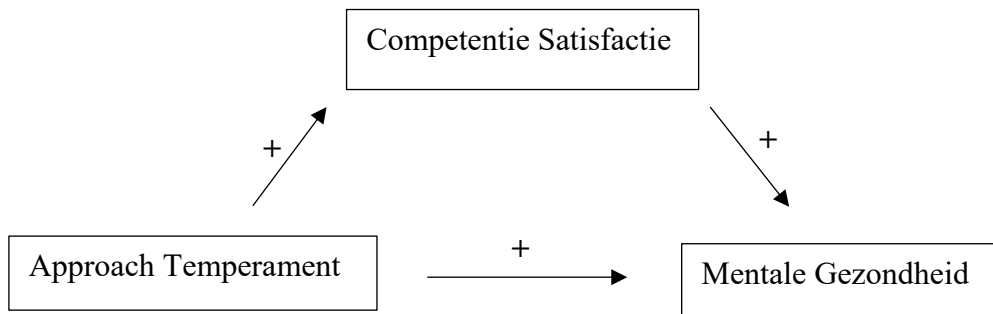 Competentie Satisfactie
+
+
+
Approach Temperament
Mentale Gezondheid